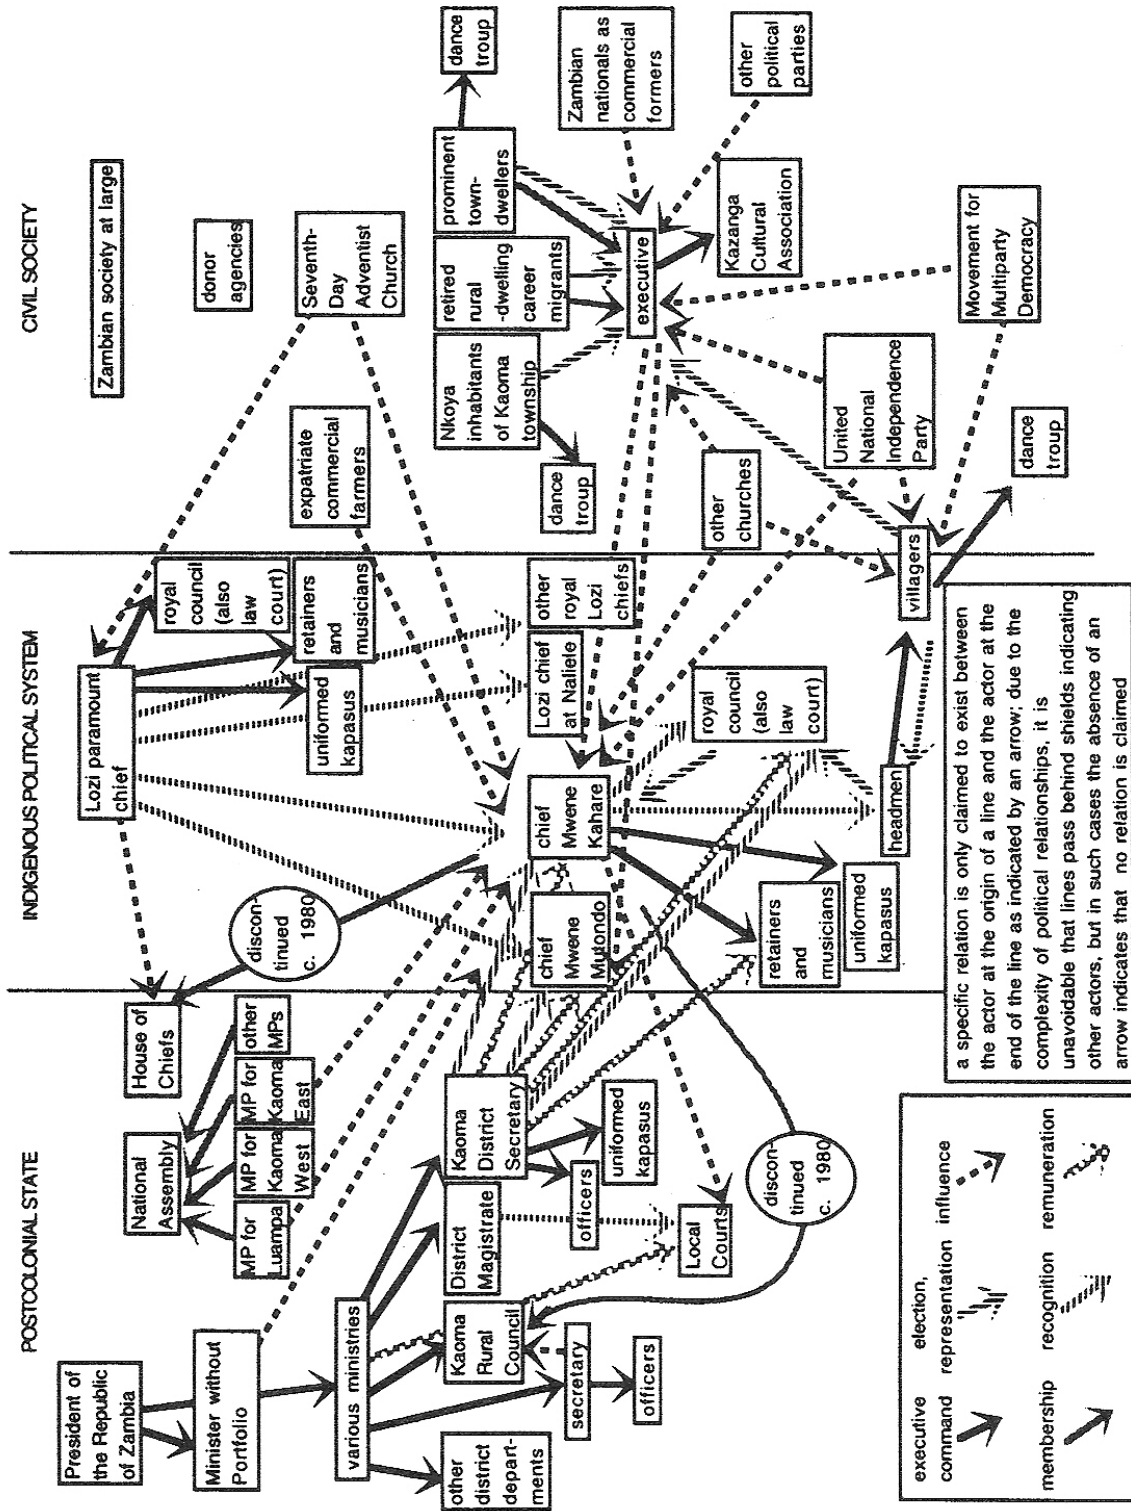 POSTCOLONIAL STATE
INDIGENOUS POLITICAL SYSTEM
CIVIL SOCIETY
President of
the Republic
of Zambia
Minister without
Portfolio
National
Assembly
House of
Chiefs
MP for
Luampa
MP for
Kaoma
West
MP for
Kaoma
East
other
MPs
various ministries
other
district
depart-
ments
Kaoma
Rural
Council
District
Magistrate
Kaoma
District
Secretary
secretary
officers
officers
uniformed
kapasus
Local
Courts
discon-
tinued
c. 1980
discon-
tinued
c. 1980
Lozi paramount
chief
royal
council
(also
law
court)
retainers
and
musicians
uniformed
kapasus
chief
Mwene
Mutondo
chief
Mwene
Kahare
Lozi chief
at Naliele
other
royal
Lozi
chiefs
royal
council
(also
law
court)
retainers
and
musicians
uniformed
kapasus
headmen
villagers
Zambian society at large
donor
agencies
Seventh-
Day
Adventist
Church
expatriate
commercial
farmers
Nkoya
inhabitants
of Kaoma
township
retired
rural
-dwelling
career
migrants
prominent
town-
dwellers
dance
troup
dance
troup
executive
Zambian
nationals as
commercial
formers
Kazanga
Cultural
Association
other
political
parties
other
churches
United
National
Independence
Party
Movement for
Multiparty
Democracy
dance
troup
executive
command
election,
representation
influence
membership
recognition
remuneration
a specific relation is only claimed to exist between
the actor at the origin of a line and the actor at the
end of the line as indicated by an arrow; due to the
complexity of political relationships, it is
unavoidable that lines pass behind shields indicating
other actors, but in such cases the absence of an
arrow indicates that no relation is claimed